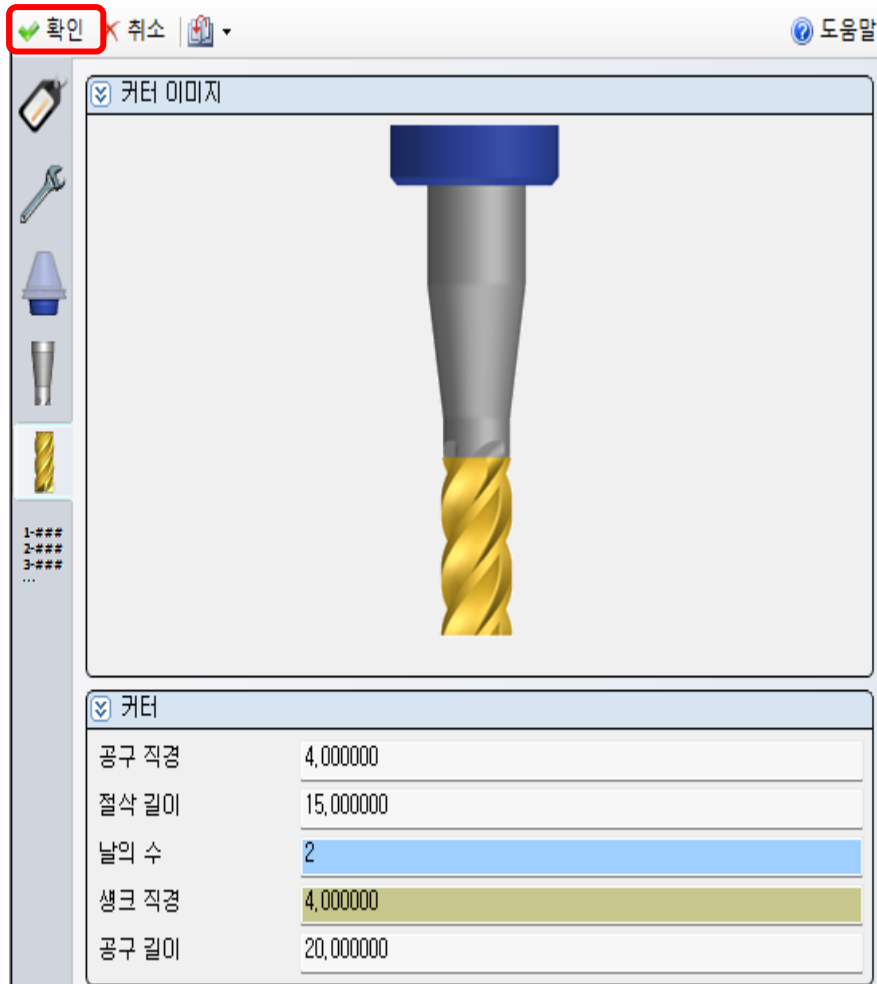 확인 취소 도움말
커터 이미지
1-###
2-###
3-###
...
커터
공구 직경 4,000000
절삭 길이 15,000000
날의 수 2
섕크 직경 4,000000
공구 길이 20,000000